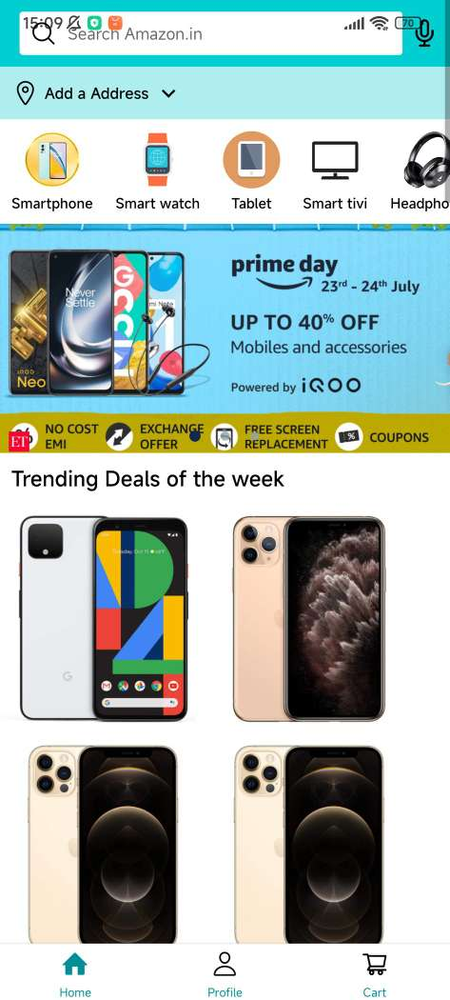 15:09
70
Search Amazon.in
Add a Address
Smartphone
Smart watch
Tablet
Smart tivi
Headpho
prime day
23rd - 24th July
UP TO 40% OFF
Mobiles and accessories
Powered by iQOO
Never
Settle
iQOO
Neo
NO COST
EMI
EXCHANGE
OFFER
FREE SCREEN
REPLACEMENT
COUPONS
ET
Trending Deals of the week
G
Home
Profile
Cart